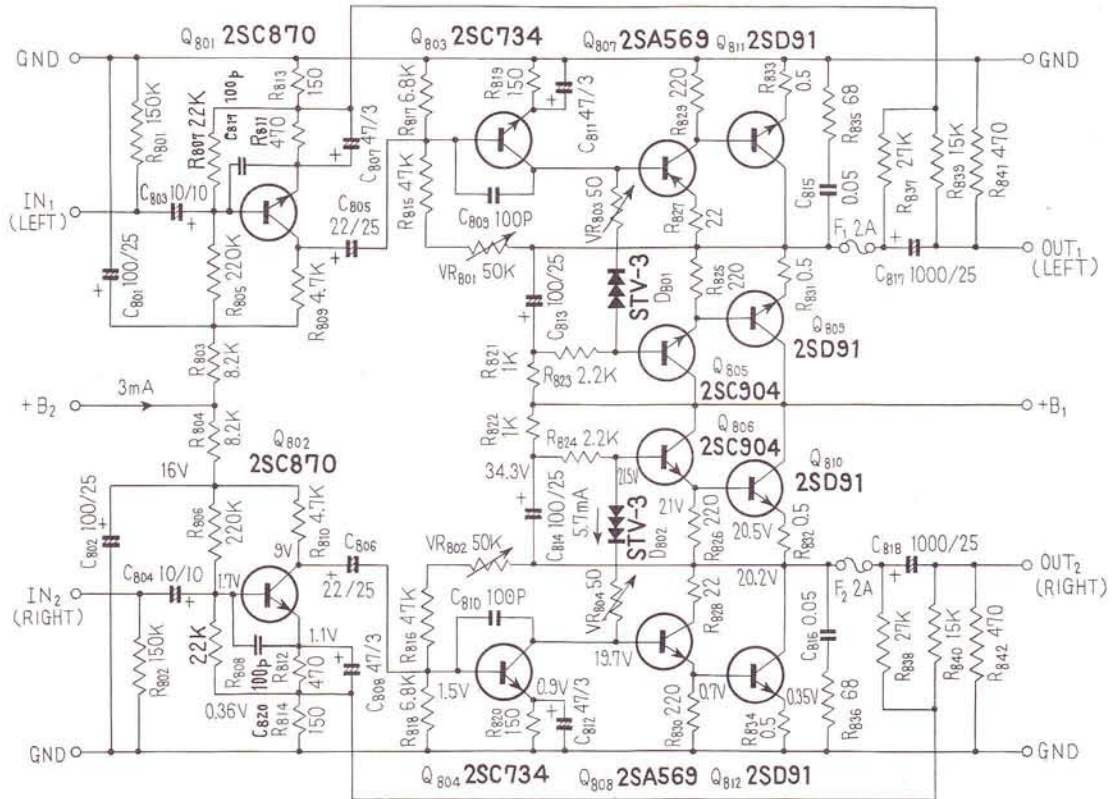 Q801 2SC870
Q803 2SC734
Q807 2SA569
Q811 2SD91
GND
GND
R801 150K
R807 22K
C819 100p
R813 150
R811 470
C807 47/3
R817 6.8K
R819 150
C811 47/3
R829 220
R833 0.5
R835 68
C815 0.05
R837 27K
R839 15K
R841 470
IN1 (LEFT)
C803 10/10
C805 22/25
R815 47K
C809 100P
VR803 50
R827 22
F1 2A
OUT1 (LEFT)
C801 100/25
R805 220K
R809 4.7K
VR801 50K
C813 100/25
STV-3
D801
R825 220
R831 0.5
C817 1000/25
Q809
2SD91
R803 8.2K
R821 1K
R823 2.2K
Q805
2SC904
+B2
3mA
+B1
R804 8.2K
R822 1K
R824 2.2K
Q806
2SC904
Q802
2SC870
16V
34.3V
21.5V
21V
Q810
2SD91
C802 100/25
R806 220K
R810 4.7K
C806 22/25
VR802 50K
C814 100/25
5.7mA
STV-3
D802
R826 220
20.5V
R832 0.5
C818 1000/25
9V
20.2V
F2 2A
OUT2 (RIGHT)
C804 10/10
1.7V
IN2 (RIGHT)
R802 150K
22K
R808
C820 100p
1.1V
R812 470
C808 47/3
R816 47K
C810 100P
VR804 50
R828 22
19.7V
C816 0.05
R838 27K
R840 15K
R842 470
0.36V
R814 150
R818 6.8K
1.5V
0.9V
R820 150
C812 47/3
R830 220
0.7V
0.35V
R834 0.5
R836 68
GND
GND
Q804 2SC734
Q808 2SA569
Q812 2SD91